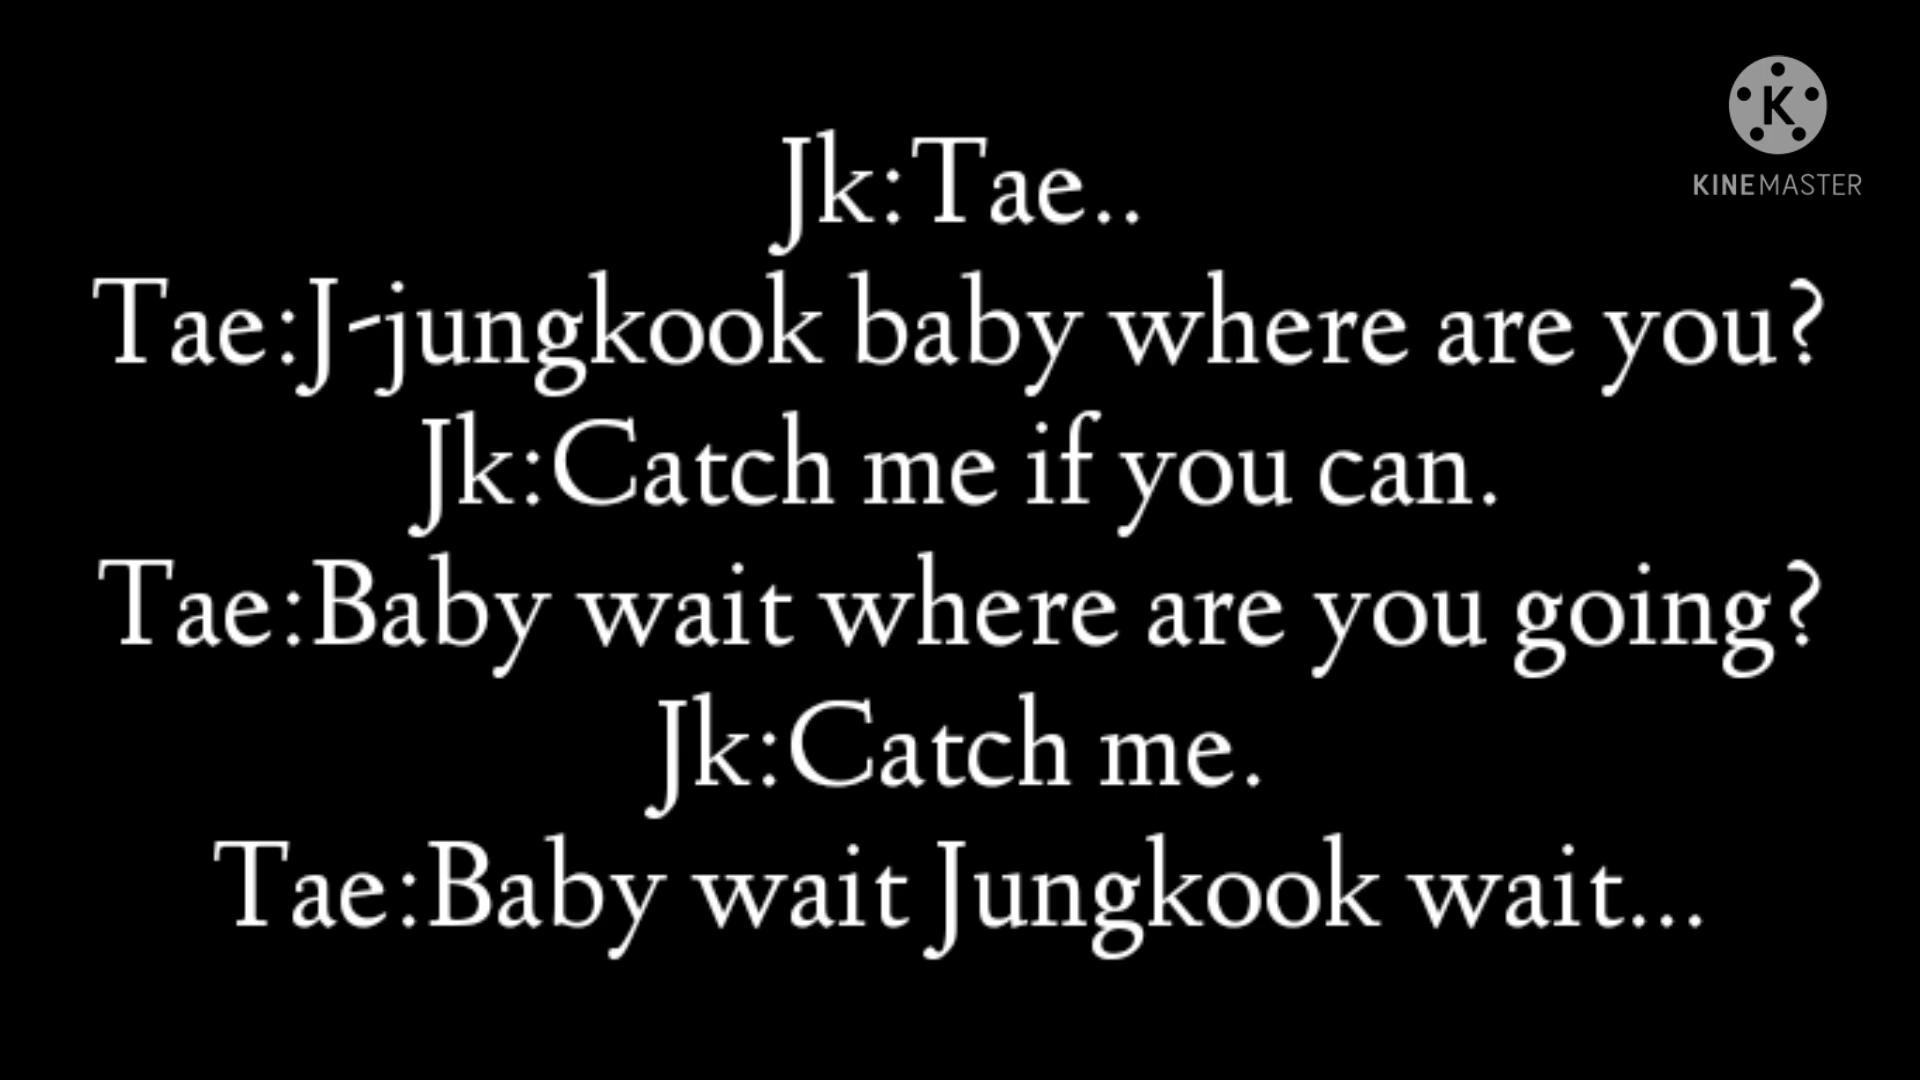 K
KINEMASTER
Jk:Tae..
Tae:J-jungkook baby where are you?
Jk:Catch me if you can.
Tae:Baby wait where are you going?
Jk:Catch me.
Tae:Baby wait Jungkook wait...